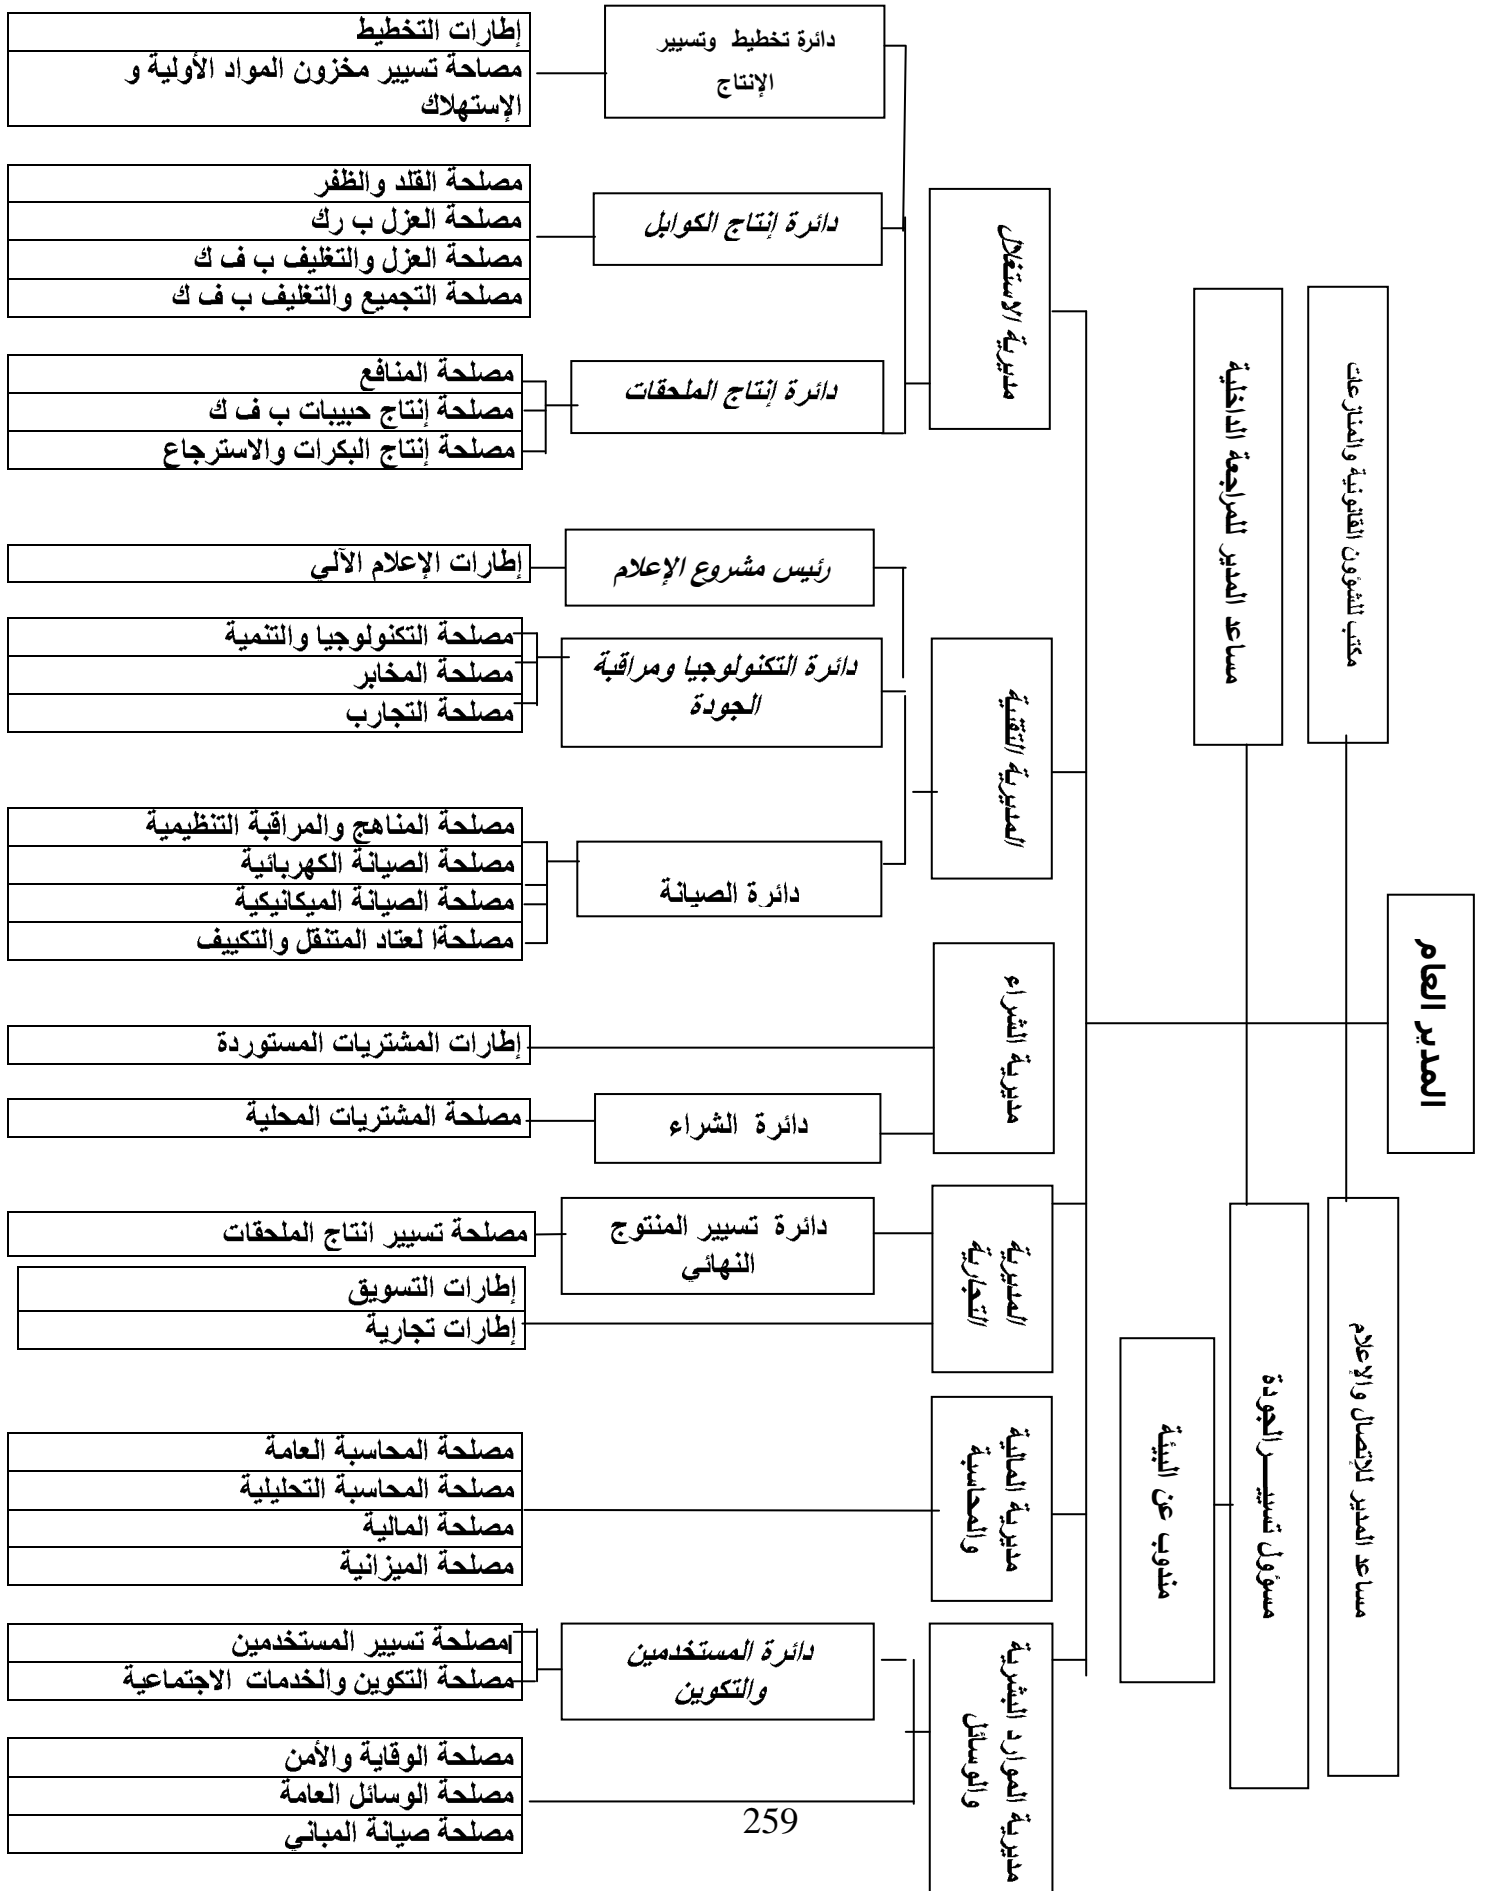 المدير العام
مكتب للشؤون القانونية والمنازعات
مساعد المدير للإتصال والإعلام
مساعد المدير للمراجعة الداخلية
مسؤول تسييـــرالجودة
مندوب عن البيئة
مديرية الاستغلال
دائرة تخطيط وتسيير
الإنتاج
إطارات التخطيط
مصاحة تسيير مخزون المواد الأولية و
الإستهلاك
دائرة إنتاج الكوابل
مصلحة القلد والظفر
مصلحة العزل ب رك
مصلحة العزل والتغليف ب ف ك
مصلحة التجميع والتغليف ب ف ك
دائرة إنتاج الملحقات
مصلحة المنافع
مصلحة إنتاج حبيبات ب ف ك
مصلحة إنتاج البكرات والاسترجاع
المديرية التقنية
رئيس مشروع الإعلام
إطارات الإعلام الآلي
دائرة التكنولوجيا ومراقبة
الجودة
مصلحة التكنولوجيا والتنمية
مصلحة المخابر
مصلحة التجارب
دائرة الصيانة
مصلحة المناهج والمراقبة التنظيمية
مصلحة الصيانة الكهربائية
مصلحة الصيانة الميكانيكية
مصلحةا لعتاد المتنقل والتكييف
مديرية الشراء
إطارات المشتريات المستوردة
دائرة الشراء
مصلحة المشتريات المحلية
المديرية
التجارية
دائرة تسيير المنتوج
النهائي
مصلحة تسيير انتاج الملحقات
إطارات التسويق
إطارات تجارية
مديرية المالية
والمحاسبة
مصلحة المحاسبة العامة
مصلحة المحاسبة التحليلية
مصلحة المالية
مصلحة الميزانية
مديرية الموارد البشرية
والوسائل
دائرة المستخدمين
والتكوين
امصلحة تسيير المستخدمين
مصلحة التكوين والخدمات الاجتماعية
مصلحة الوقاية والأمن
مصلحة الوسائل العامة
مصلحة صيانة المباني
259